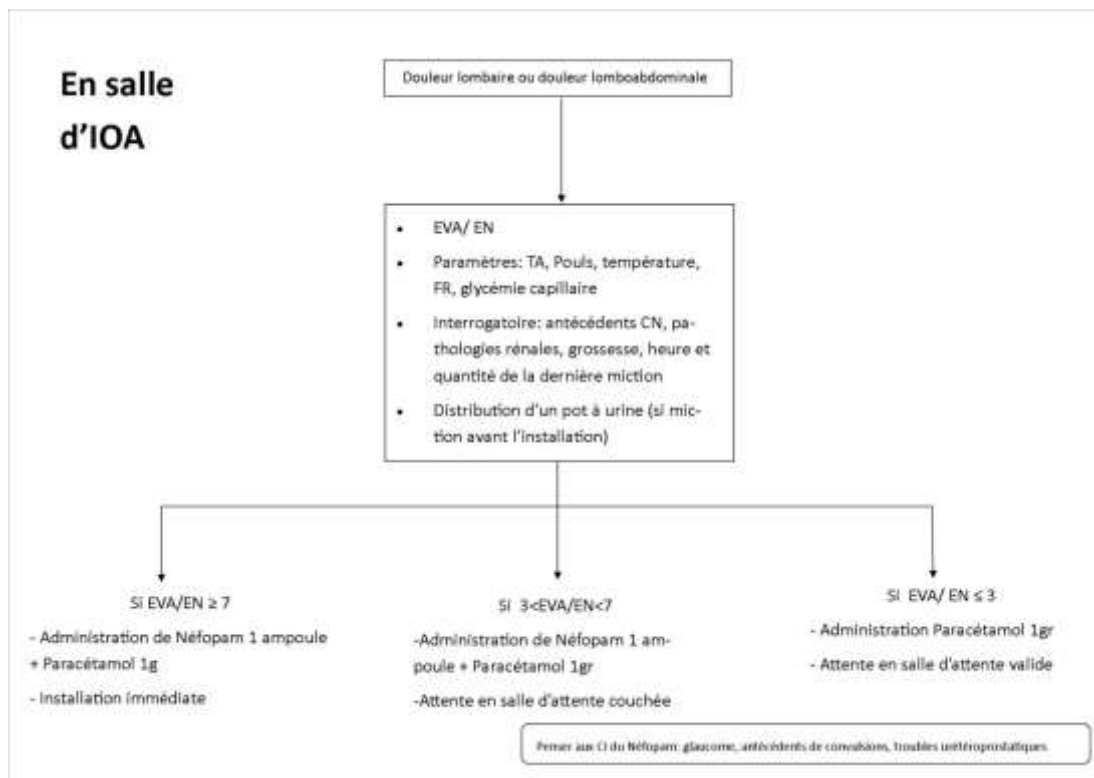 En salle
d'IOA
Douleur lombaire ou douleur lomboabdominale
• EVA/ EN
• Paramètres: TA, Pouls, température,
FR, glycémie capillaire
• Interrogatoire: antécédents CN, pa-
thologies rénales, grossesse, heure et
quantité de la dernière miction
• Distribution d'un pot à urine (si mic-
tion avant l'installation)
Si EVA/EN ≥ 7
- Administration de Néfopam 1 ampoule
+ Paracétamol 1g
- Installation immédiate
Si 3<EVA/EN<7
-Administration de Néfopam 1 am-
poule + Paracétamol 1gr
-Attente en salle d'attente couchée
Si EVA/ EN ≤ 3
- Administration Paracétamol 1gr
- Attente en salle d'attente valide
Penser aux CI du Néfopam: glaucome, antécédents de convulsions, troubles urétéroprostatiques